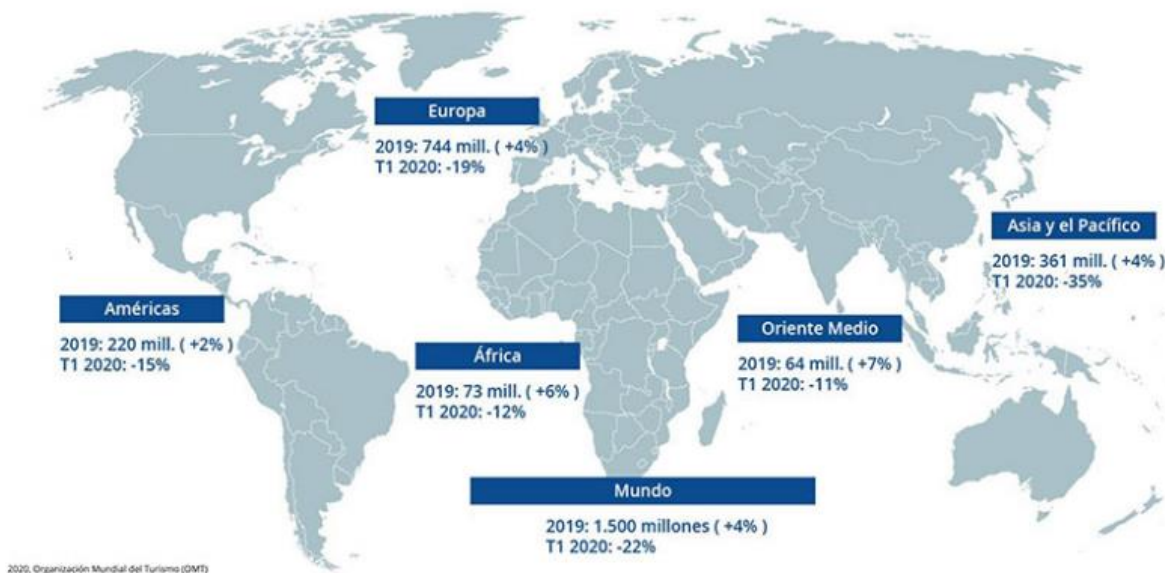 Europa
2019: 744 mill. ( +4% )
T1 2020: -19%
Asia y el Pacífico
2019: 361 mill. ( +4% )
T1 2020: -35%
Américas
2019: 220 mill. ( +2% )
T1 2020: -15%
África
2019: 73 mill. ( +6% )
T1 2020: -12%
Oriente Medio
2019: 64 mill. ( +7% )
T1 2020: -11%
Mundo
2019: 1.500 millones ( +4% )
T1 2020: -22%
2020, Organización Mundial del Turismo (OMT)